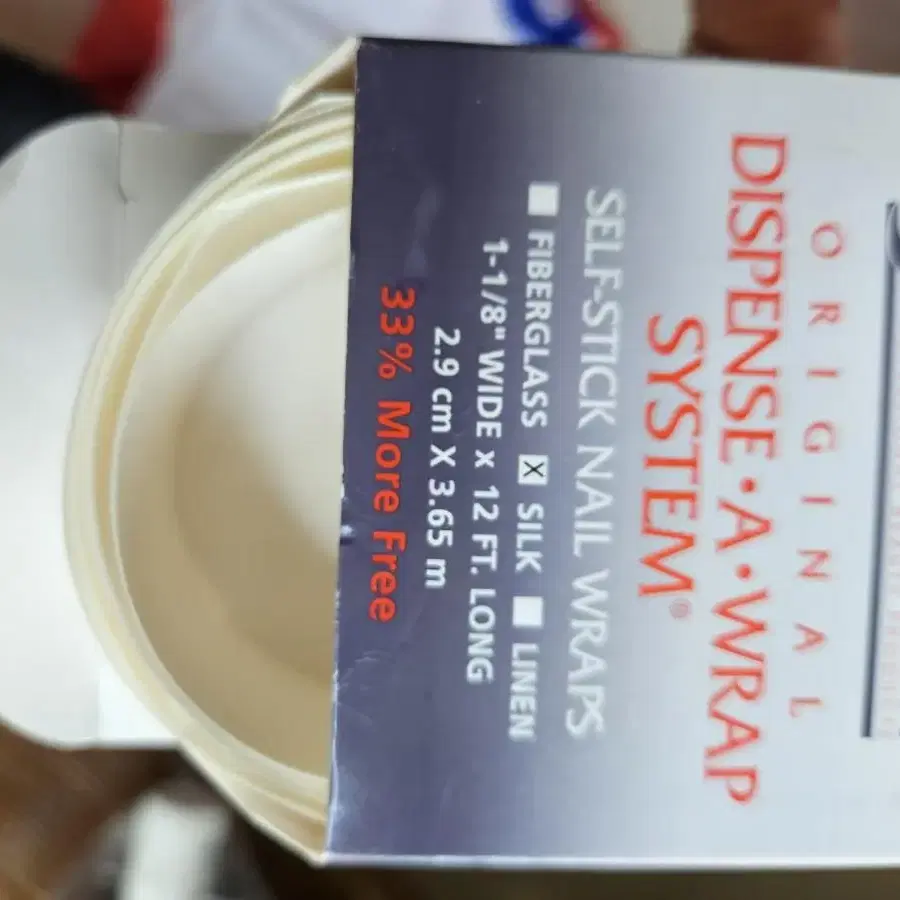 ORIGINAL
DISPENSE•A•WRAP
SYSTEM®
SELF-STICK NAIL WRAPS
FIBERGLASS X SILK LINEN
1-1/8" WIDE x 12 FT. LONG
2.9 cm X 3.65 m
33% More Free